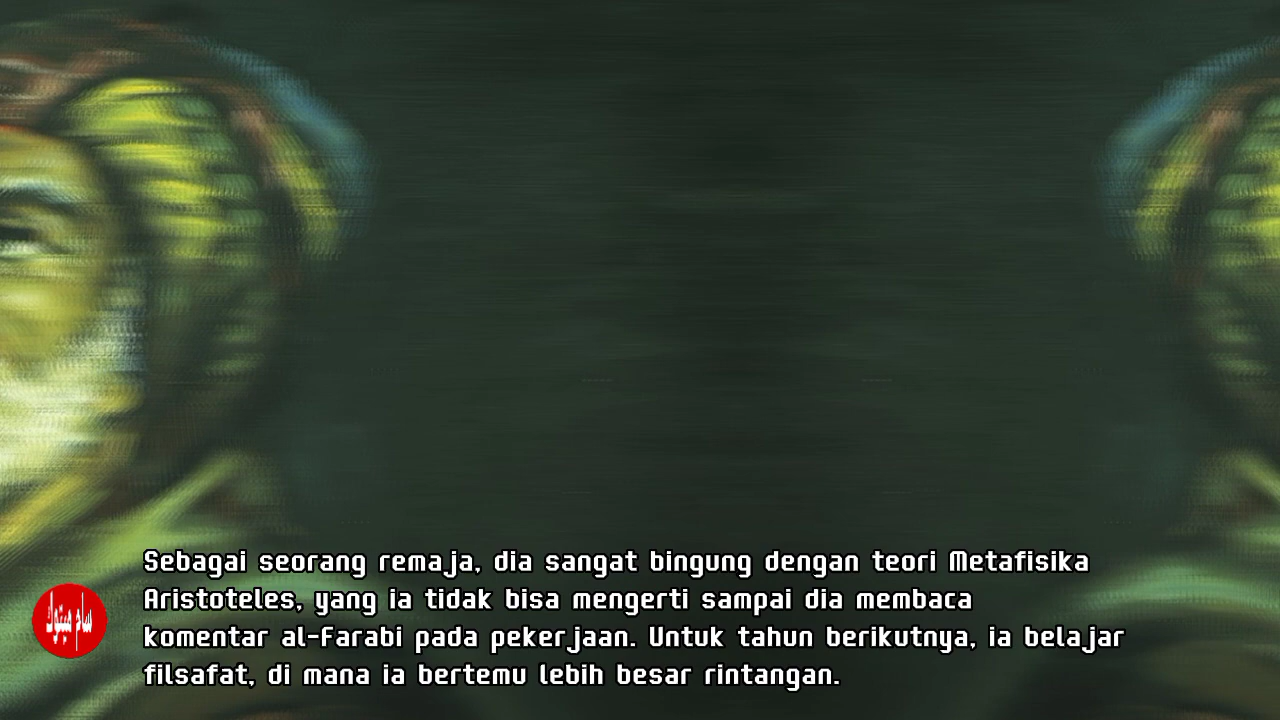 Sebagai seorang remaja, dia sangat bingung dengan teori Metafisika
Aristoteles, yang ia tidak bisa mengerti sampai dia membaca
komentar al-Farabi pada pekerjaan. Untuk tahun berikutnya, ia belajar
filsafat, di mana ia bertemu lebih besar rintangan.